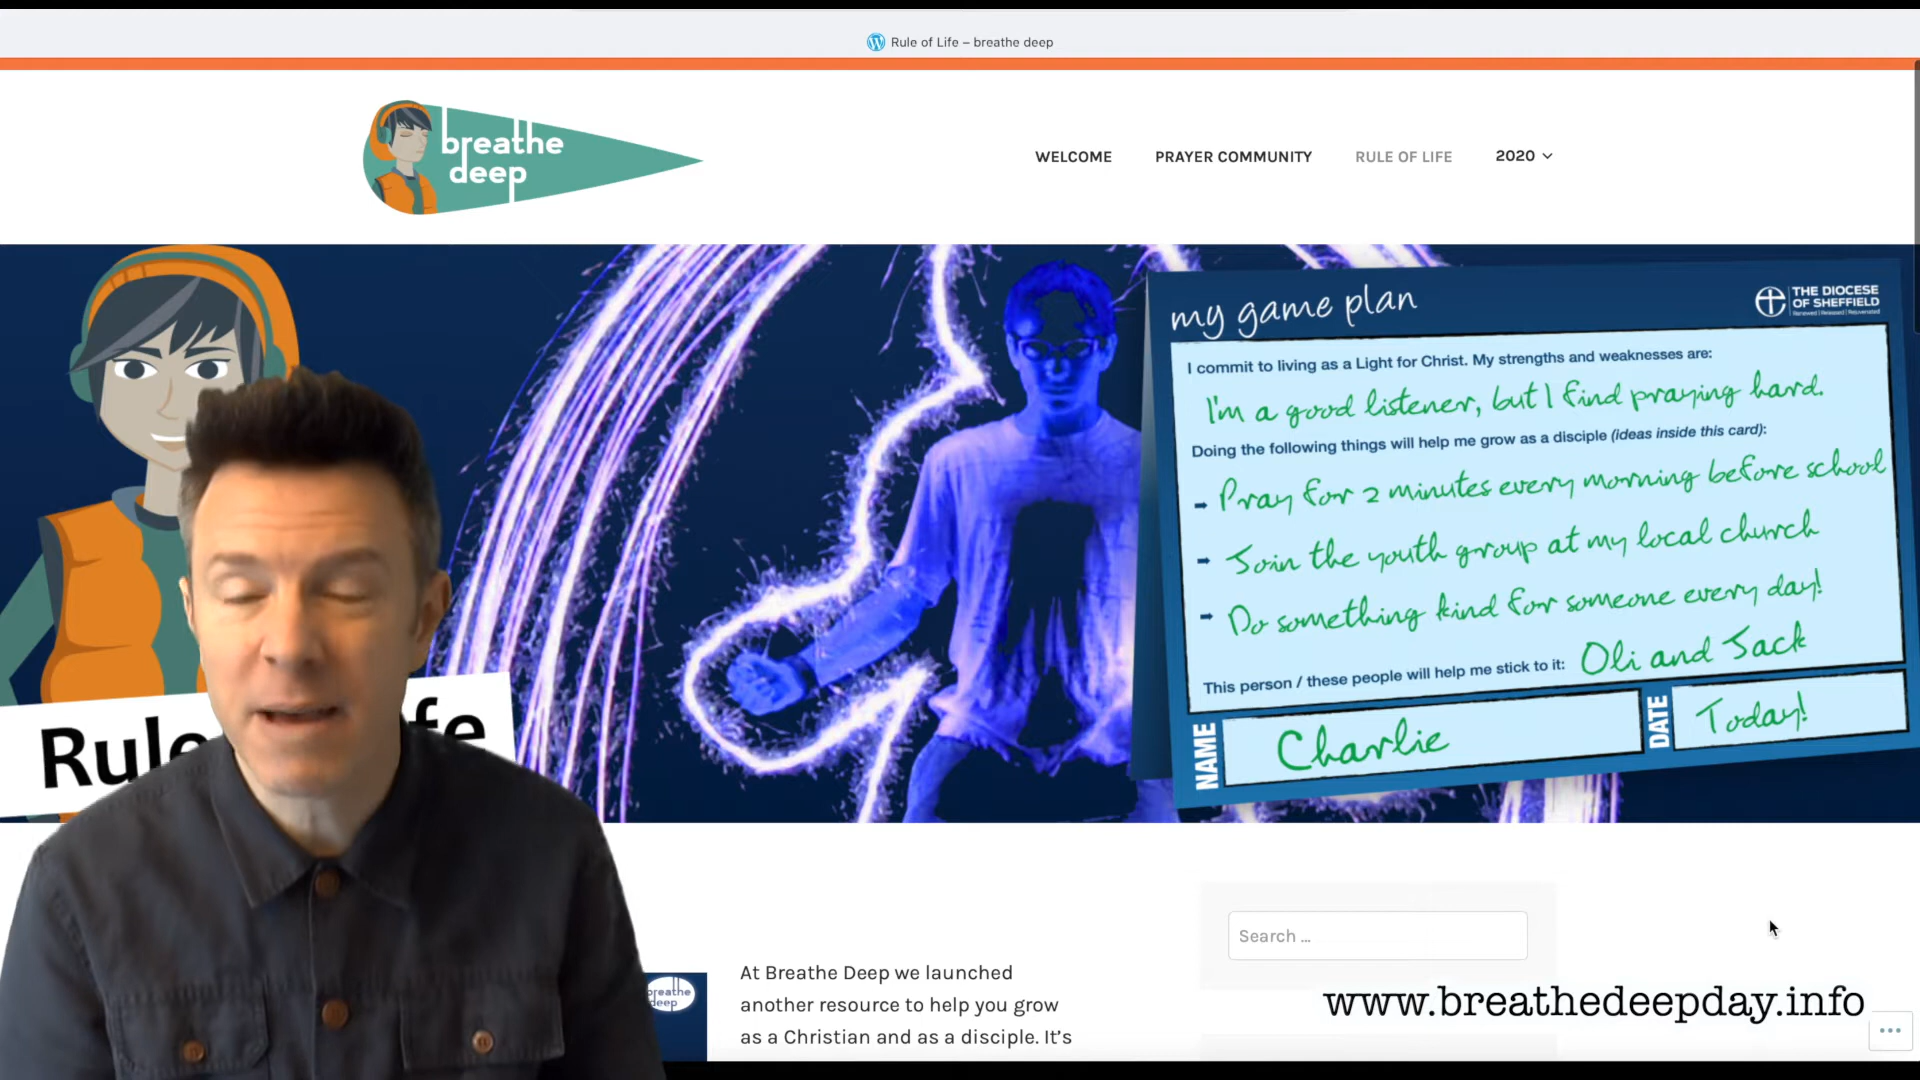 Rule of Life – breathe deep
breathe
deep
WELCOME
PRAYER COMMUNITY
RULE OF LIFE
2020
my game plan
THE DIOCESE
OF SHEFFIELD
Renewed | Released | Rejuvenated
I commit to living as a Light for Christ. My strengths and weaknesses are:
I'm a good listener, but I find praying hard.
Doing the following things will help me grow as a disciple (ideas inside this card):
Pray for 2 minutes every morning before school
Join the youth group at my local church
Do something kind for someone every day!
This person / these people will help me stick to it: Oli and Jack
NAME
Charlie
DATE
Today!
Rule fe
Search ...
breathe
deep
At Breathe Deep we launched
another resource to help you grow
as a Christian and as a disciple. It's
www.breathedeepday.info